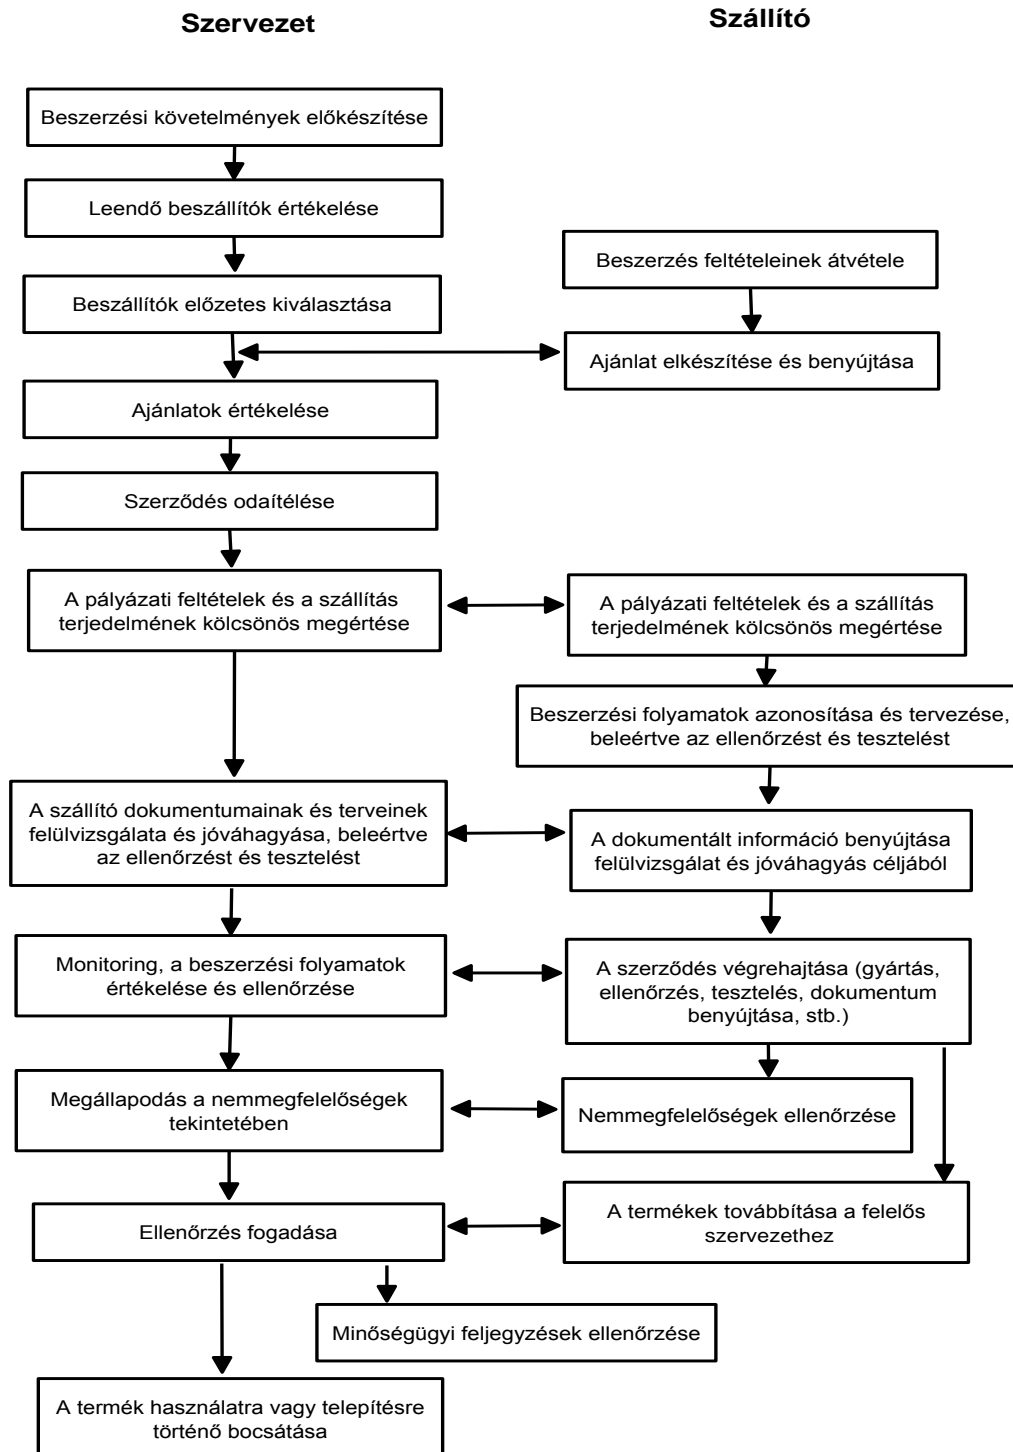 Szervezet
Szállító
Beszerzési követelmények előkészítése
Leendő beszállítók értékelése
Beszerzés feltételeinek átvétele
Beszállítók előzetes kiválasztása
Ajánlat elkészítése és benyújtása
Ajánlatok értékelése
Szerződés odaítélése
A pályázati feltételek és a szállítás
terjedelmének kölcsönös megértése
A pályázati feltételek és a szállítás
terjedelmének kölcsönös megértése
Beszerzési folyamatok azonosítása és tervezése,
beleértve az ellenőrzést és tesztelést
A szállító dokumentumainak és terveinek
felülvizsgálata és jóváhagyása, beleértve
az ellenőrzést és tesztelést
A dokumentált információ benyújtása
felülvizsgálat és jóváhagyás céljából
Monitoring, a beszerzési folyamatok
értékelése és ellenőrzése
A szerződés végrehajtása (gyártás,
ellenőrzés, tesztelés, dokumentum
benyújtása, stb.)
Megállapodás a nemmegfelelőségek
tekintetében
Nemmegfelelőségek ellenőrzése
Ellenőrzés fogadása
A termékek továbbítása a felelős
szervezethez
Minőségügyi feljegyzések ellenőrzése
A termék használatra vagy telepítésre
történő bocsátása